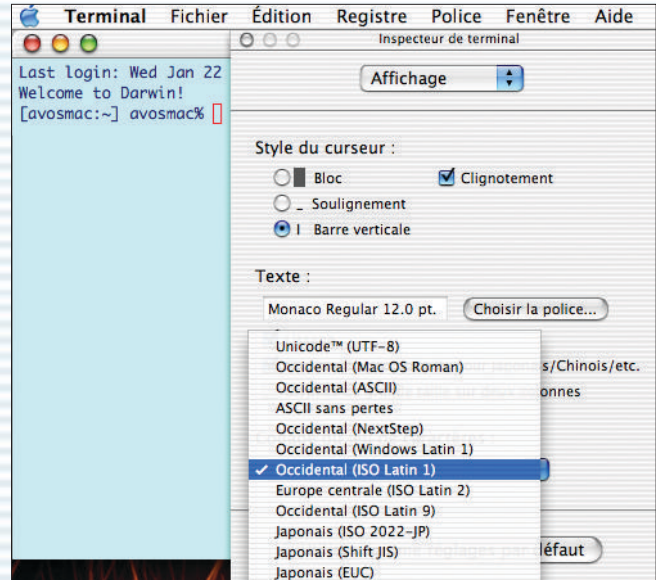 Terminal Fichier Édition Registre Police Fenêtre Aide
Inspecteur de terminal
Last login: Wed Jan 22
Welcome to Darwin!
[avosmac:~] avosmac%
Affichage
Style du curseur :
Bloc
Clignotement
_ Soulignement
Barre verticale
Texte :
Monaco Regular 12.0 pt.
Choisir la police...
Unicode™ (UTF-8)
Occidental (Mac OS Roman)
s/Chinois/etc.
Occidental (ASCII)
onnes
ASCII sans pertes
Occidental (NextStep)
Occidental (Windows Latin 1)
✓ Occidental (ISO Latin 1)
Europe centrale (ISO Latin 2)
Occidental (ISO Latin 9)
Japonais (ISO 2022-JP)
Japonais (Shift JIS)
éfaut
Japonais (EUC)